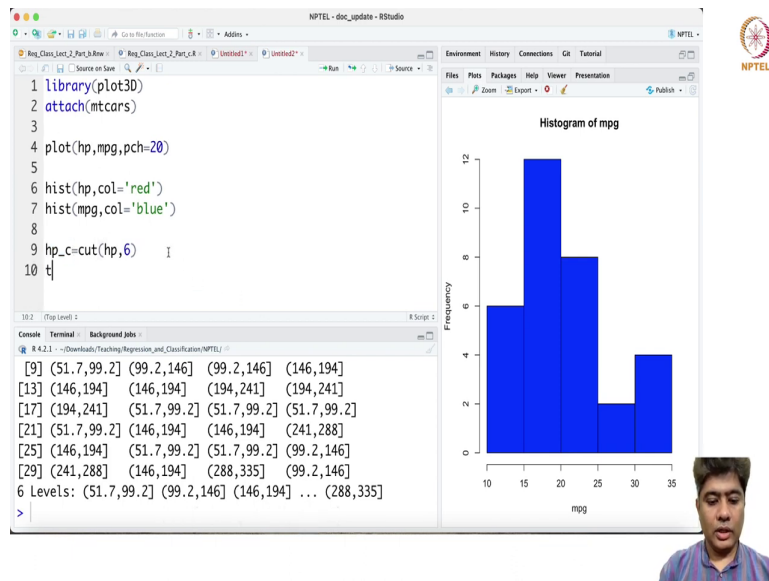 NPTEL - doc_update - RStudio
Go to file/function
Addins
NPTEL
Reg_Class_Lect_2_Part_b.Rnw × Reg_Class_Lect_2_Part_c.R × Untitled1* × Untitled2* ×
Source on Save
Run
Source
1 library(plot3D)
2 attach(mtcars)
3
4 plot(hp,mpg,pch=20)
5
6 hist(hp,col='red')
7 hist(mpg,col='blue')
8
9 hp_c=cut(hp,6)
10 t
10:2 (Top Level) R Script
Console Terminal × Background Jobs ×
R 4.2.1 · ~/Downloads/Teaching/Regression_and_Classification/NPTEL/
[9] (51.7,99.2] (99.2,146] (99.2,146] (146,194]
[13] (146,194] (146,194] (194,241] (194,241]
[17] (194,241] (51.7,99.2] (51.7,99.2] (51.7,99.2]
[21] (51.7,99.2] (146,194] (146,194] (241,288]
[25] (146,194] (51.7,99.2] (51.7,99.2] (99.2,146]
[29] (241,288] (146,194] (288,335] (99.2,146]
6 Levels: (51.7,99.2] (99.2,146] (146,194] ... (288,335]
>
Environment History Connections Git Tutorial
Files Plots Packages Help Viewer Presentation
Zoom Export Publish
Histogram of mpg
Frequency
12
10
8
6
4
2
0
10 15 20 25 30 35
mpg
NPTEL